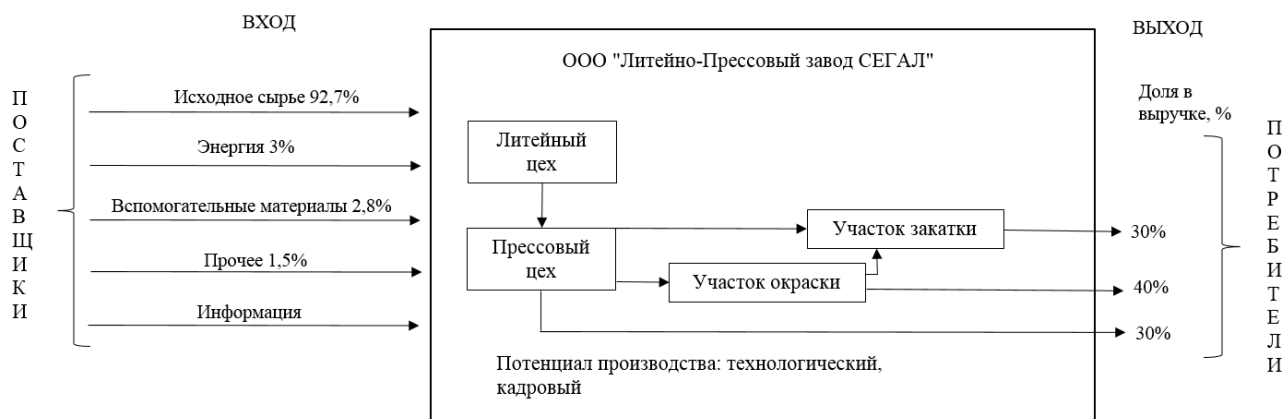 ВХОД
ВЫХОД
ООО "Литейно-Прессовый завод СЕГАЛ"
ПОСТАВЩИКИ
Исходное сырье 92,7%
Энергия 3%
Вспомогательные материалы 2,8%
Прочее 1,5%
Информация
Литейный
цех
Прессовый
цех
Участок закатки
Участок окраски
Потенциал производства: технологический,
кадровый
Доля в
выручке, %
30%
40%
30%
ПОТРЕБИТЕЛИ